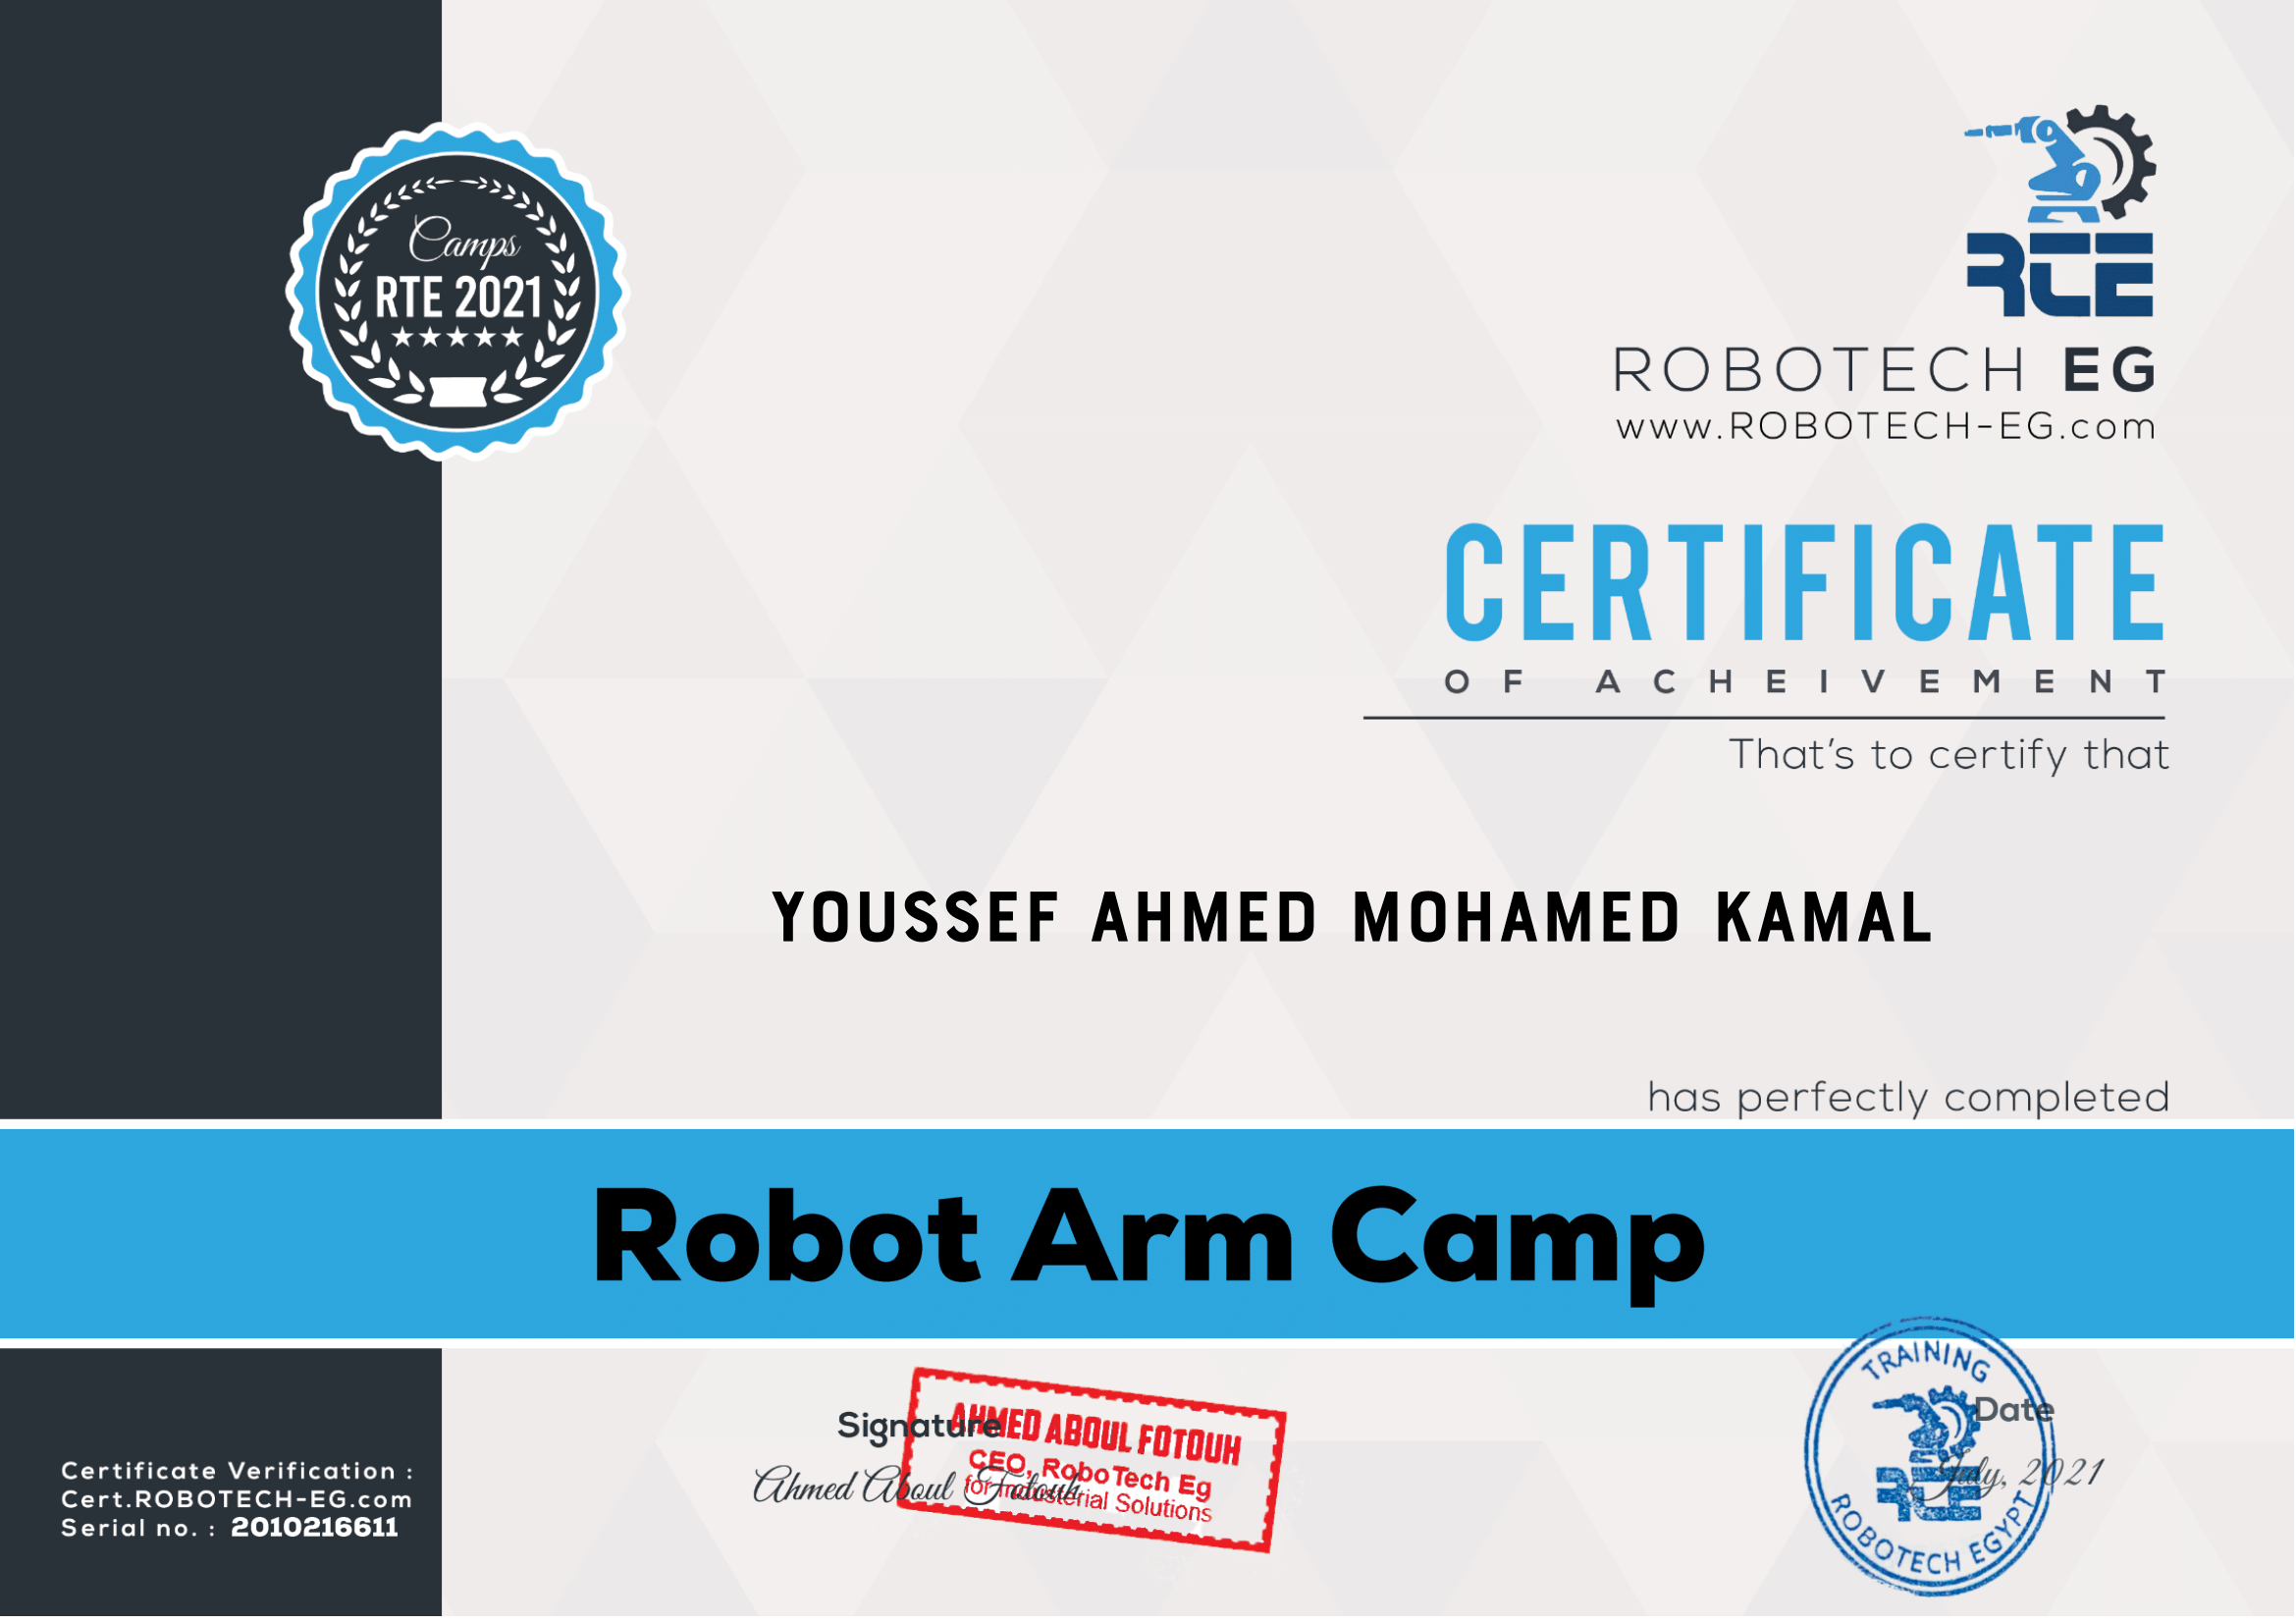 Camps
RTE 2021
RTE
ROBOTECH EG
www.ROBOTECH-EG.com
CERTIFICATE
OF ACHEIVEMENT
That's to certify that
YOUSSEF AHMED MOHAMED KAMAL
has perfectly completed
Robot Arm Camp
Certificate Verification :
Cert.ROBOTECH-EG.com
Serial no. : 2010216611
Signature
Ahmed Aboul Fotouh
AHMED ABOUL FOTOUH
CEO, RoboTech Eg
for Industerial Solutions
TRAINING
RTE
ROBOTECH EGYPT
Date
July, 2021